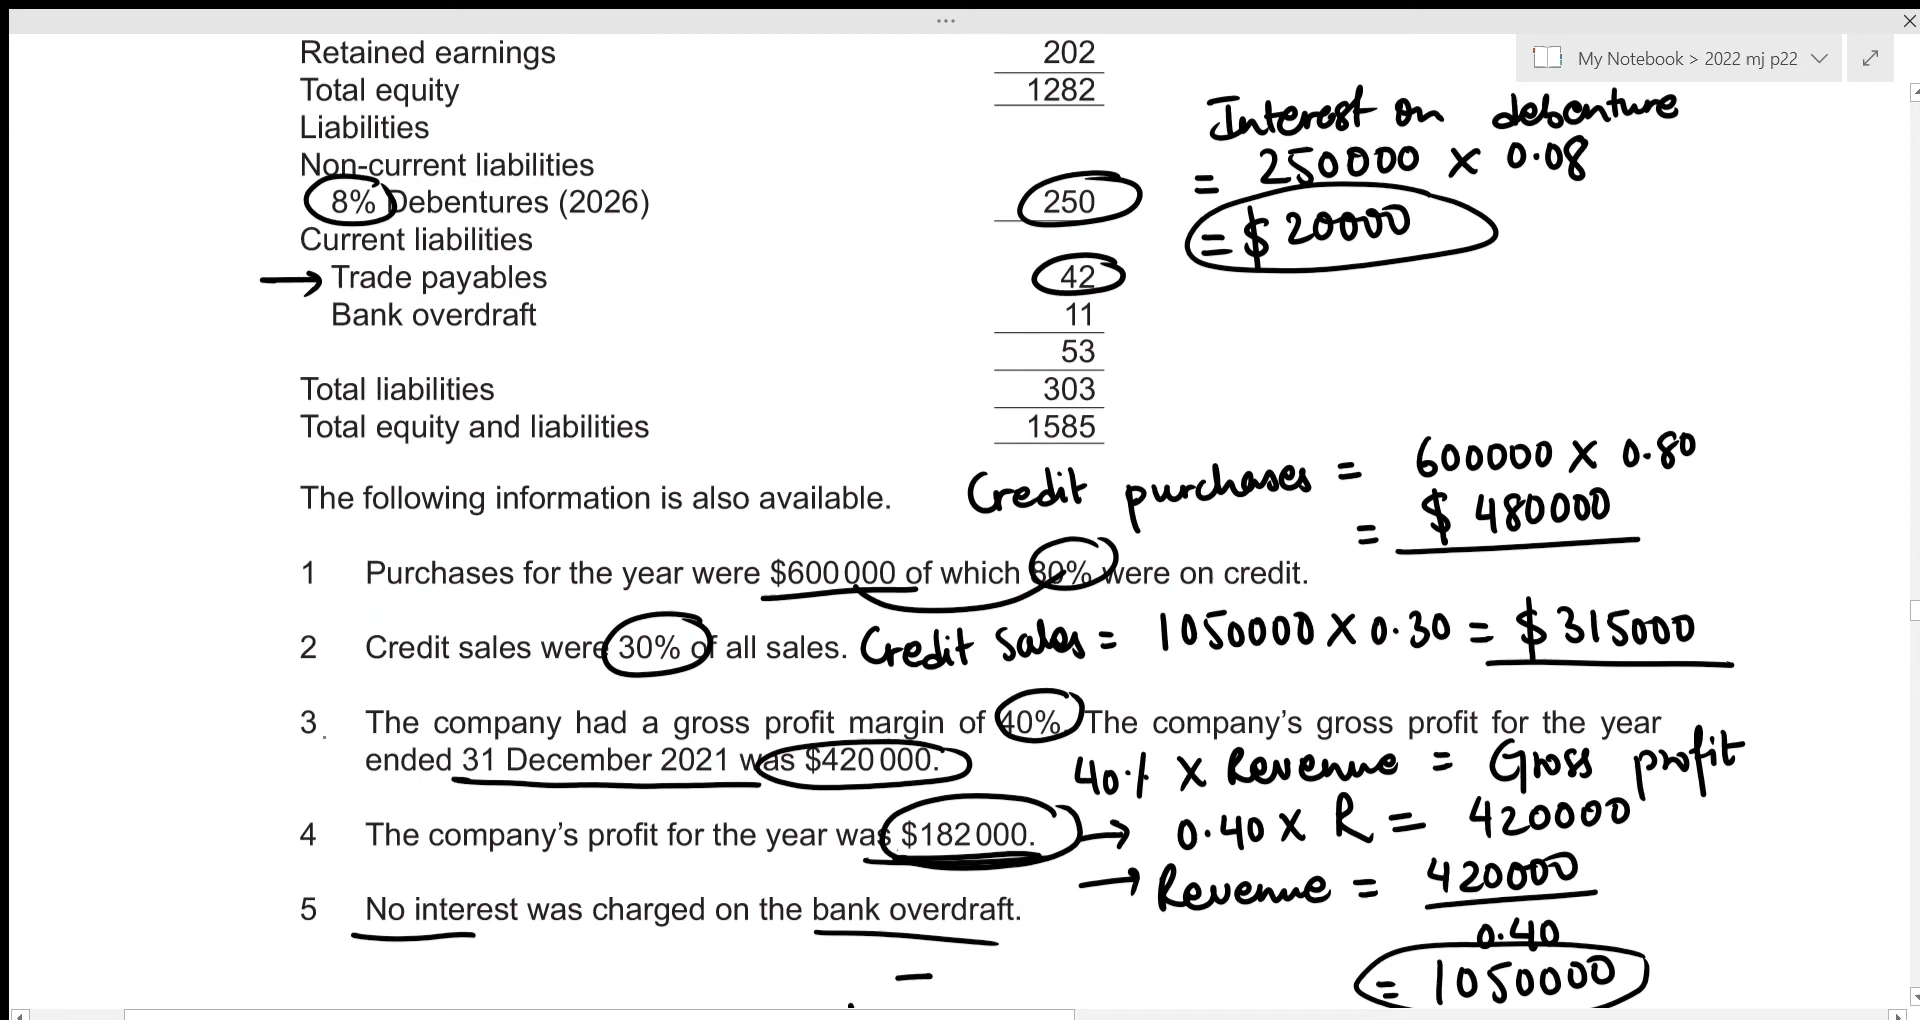 My Notebook > 2022 mj p22
Retained earnings 202
Total equity 1282
Liabilities
Non-current liabilities
8% Debentures (2026) 250
Current liabilities
Trade payables 42
Bank overdraft 11
53
Total liabilities 303
Total equity and liabilities 1585
Interest on debenture
= 250000 x 0.08
= $ 20000
The following information is also available.
Credit purchases = 600000 x 0.80
= $ 480000
1 Purchases for the year were $600 000 of which 80% were on credit.
2 Credit sales were 30% of all sales. Credit sales = 1050000 x 0.30 = $ 315000
3. The company had a gross profit margin of 40%. The company's gross profit for the year
ended 31 December 2021 was $420 000.
40% x Revenue = Gross profit
4 The company's profit for the year was $182 000.
→ 0.40 x R = 420000
→ Revenue = 420000
0.40
= 1050000
5 No interest was charged on the bank overdraft.